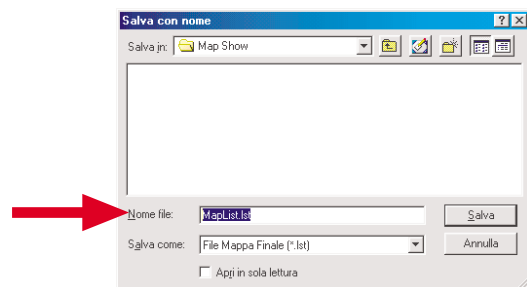 Salva con nome
Salva in: Map Show
Nome file: MapList.lst Salva
Salva come: File Mappa Finale (*.lst) Annulla
Apri in sola lettura